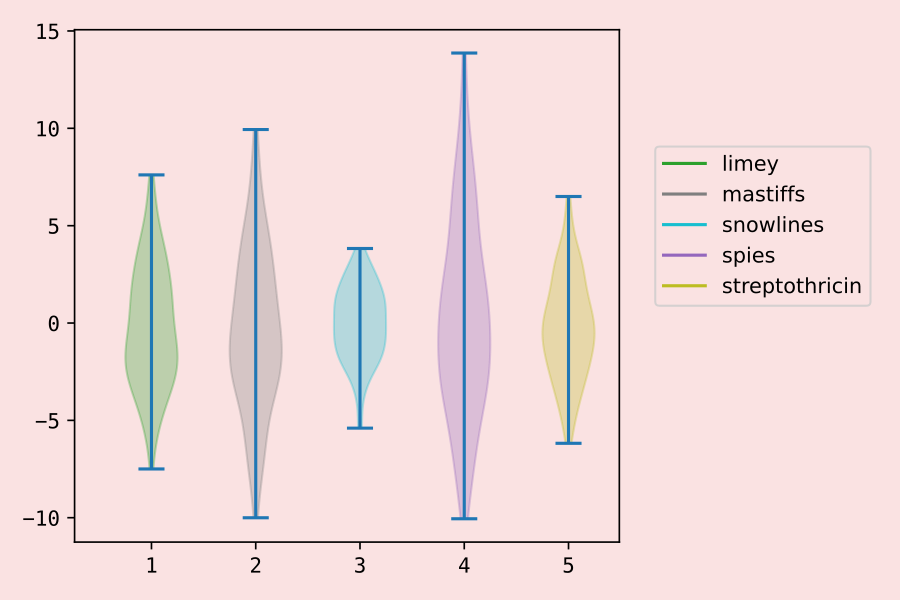 15
10
5
0
−5
−10
1 2 3 4 5
limey
mastiffs
snowlines
spies
streptothricin